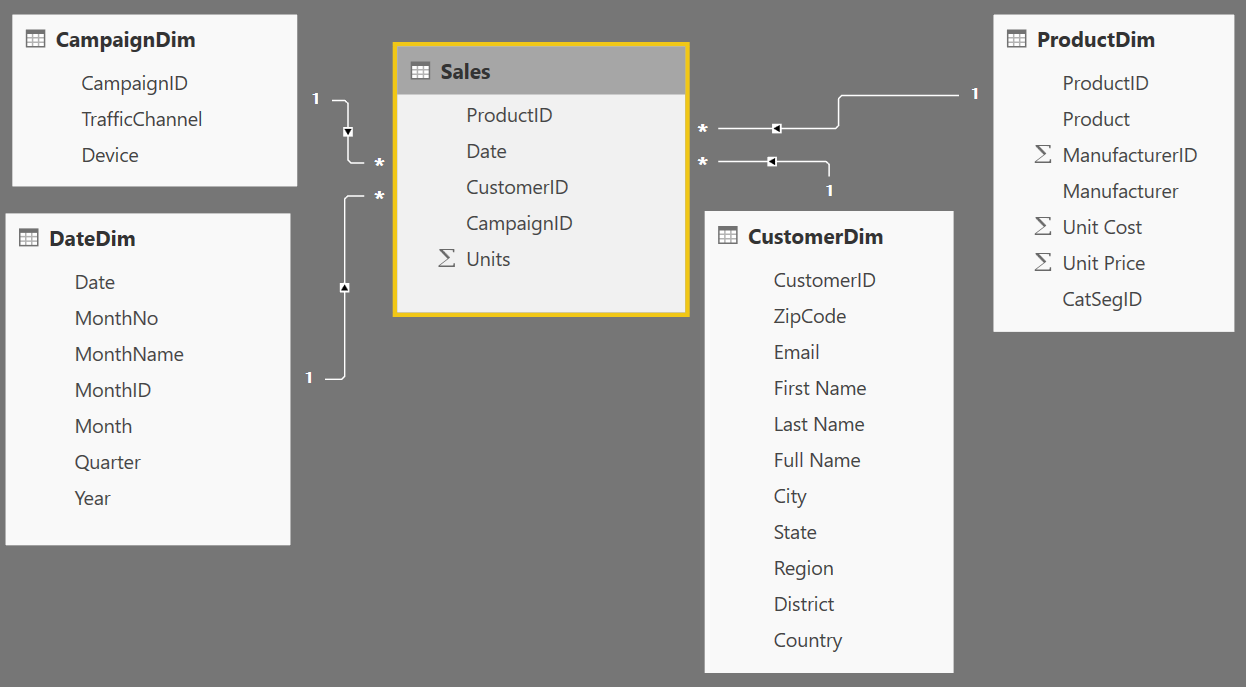 CampaignDim
CampaignID
TrafficChannel
Device
DateDim
Date
MonthNo
MonthName
MonthID
Month
Quarter
Year
1
*
*
1
Sales
ProductID
Date
CustomerID
CampaignID
Σ Units
*
1
*
1
CustomerDim
CustomerID
ZipCode
Email
First Name
Last Name
Full Name
City
State
Region
District
Country
ProductDim
ProductID
Product
Σ ManufacturerID
Manufacturer
Σ Unit Cost
Σ Unit Price
CatSegID